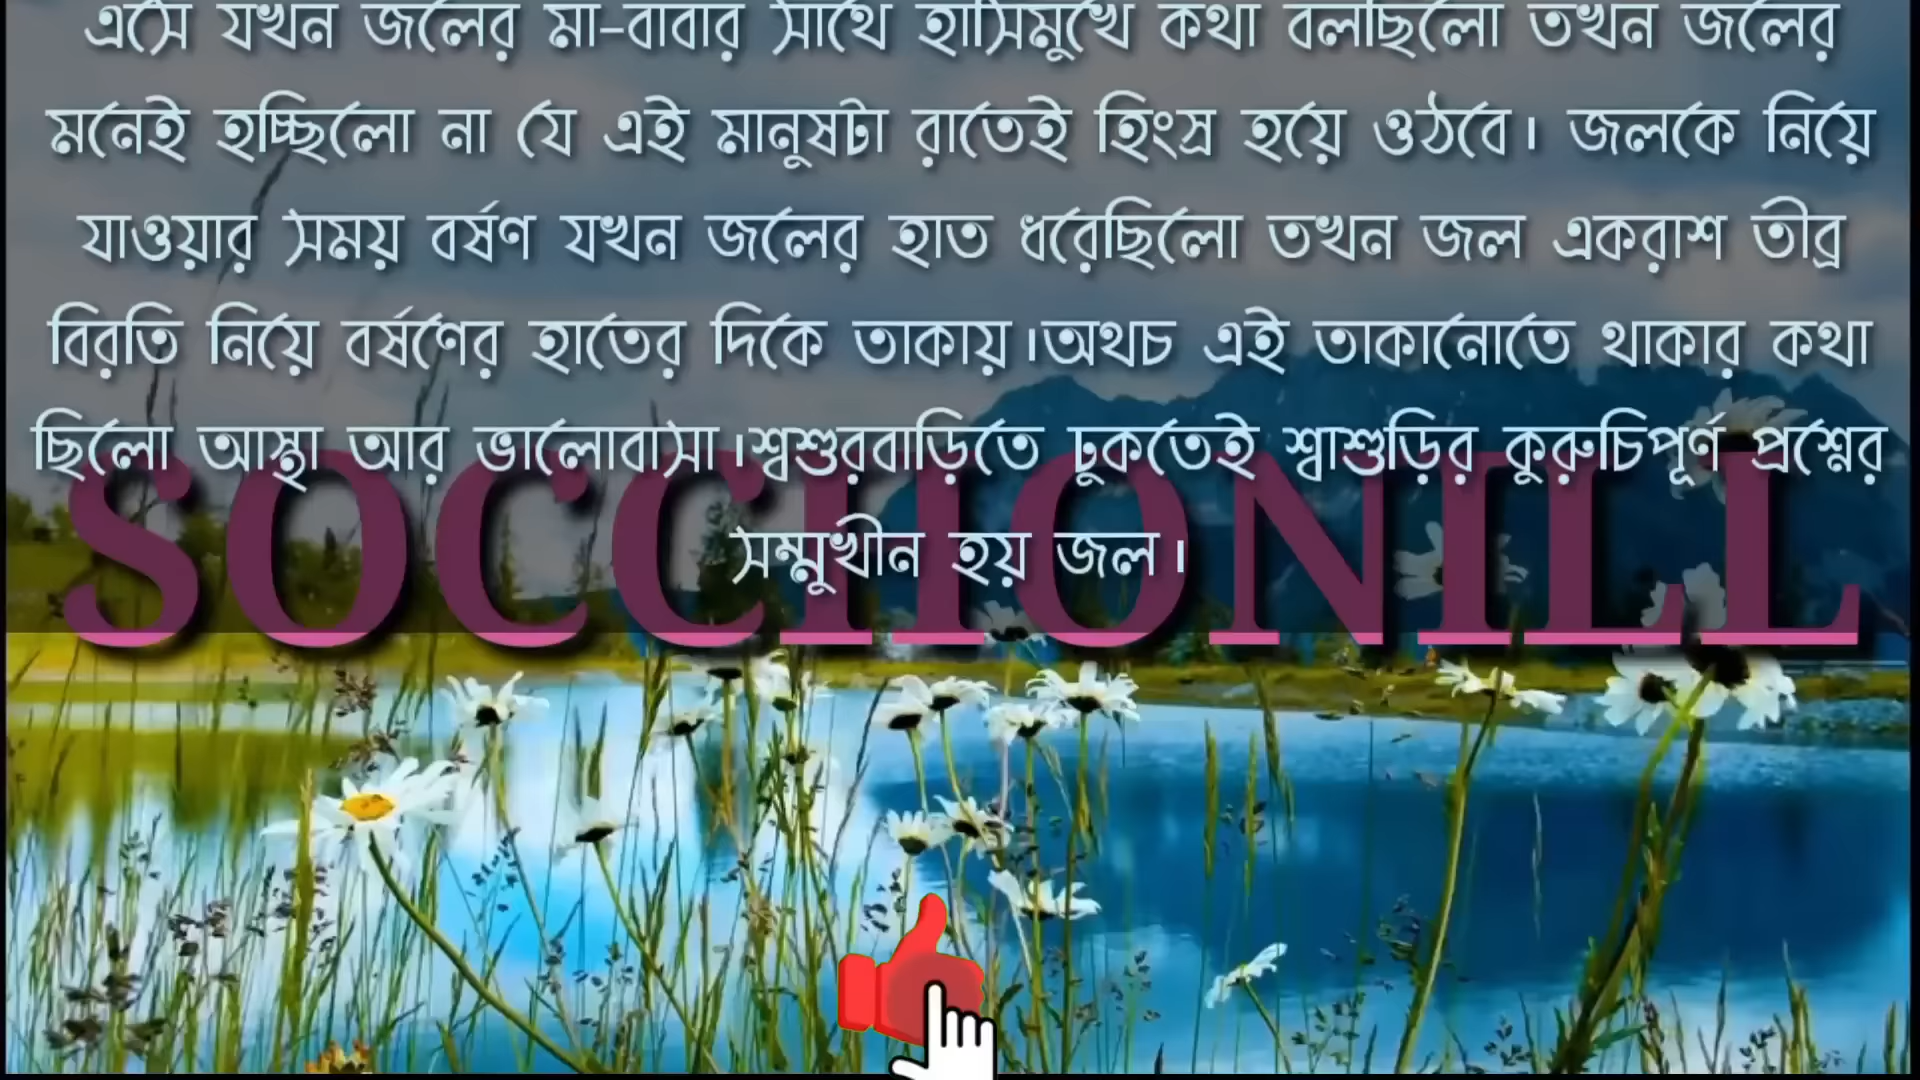 এসে যখন জলের মা-বাবার সাথে হাসিমুখে কথা বলছিলো তখন জলের
মনেই হচ্ছিলো না যে এই মানুষটা রাতেই হিংস্র হয়ে ওঠবে। জলকে নিয়ে
যাওয়ার সময় বর্ষণ যখন জলের হাত ধরেছিলো তখন জল একরাশ তীব্র
বিরতি নিয়ে বর্ষণের হাতের দিকে তাকায়।অথচ এই তাকানোতে থাকার কথা
ছিলো আস্থা আর ভালোবাসা।শ্বশুরবাড়িতে ঢুকতেই শ্বাশুড়ির কুরুচিপূর্ণ প্রশ্নের
সম্মুখীন হয় জল।
SOCCHONILL